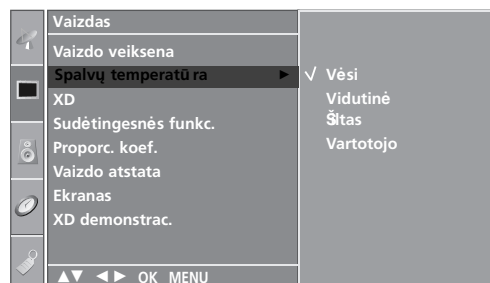 Vaizdas
Vaizdo veiksena
Spalvų temperatūra ►
XD
Sudėtingesnės funkc.
Proporc. koef.
Vaizdo atstata
Ekranas
XD demonstrac.
▲▼ ◄► OK MENU
√ Vėsi
Vidutinė
Šiltas
Vartotojo